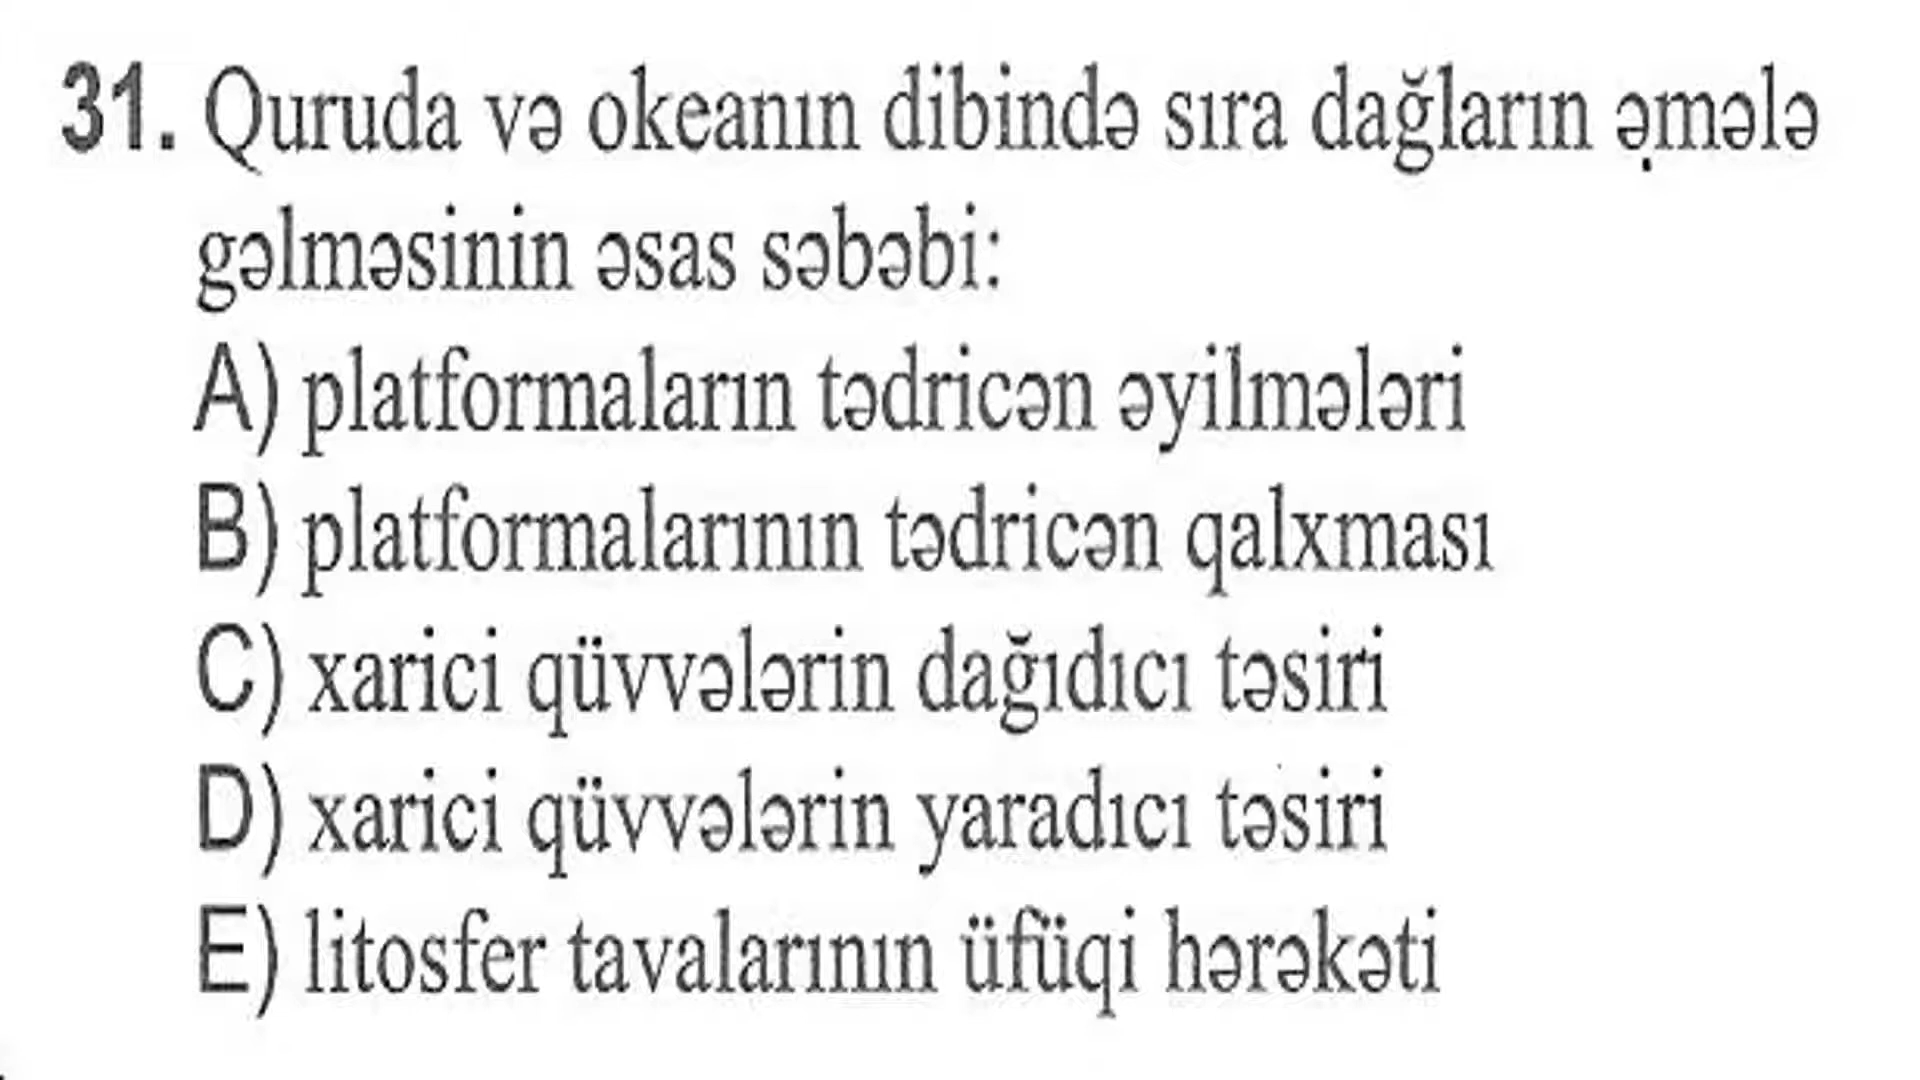 31. Quruda və okeanın dibində sıra dağların əmələ
gəlməsinin əsas səbəbi:
A) platformaların tədricən əyilmələri
B) platformalarının tədricən qalxması
C) xarici qüvvələrin dağıdıcı təsiri
D) xarici qüvvələrin yaradıcı təsiri
E) litosfer tavalarının üfüqi hərəkəti